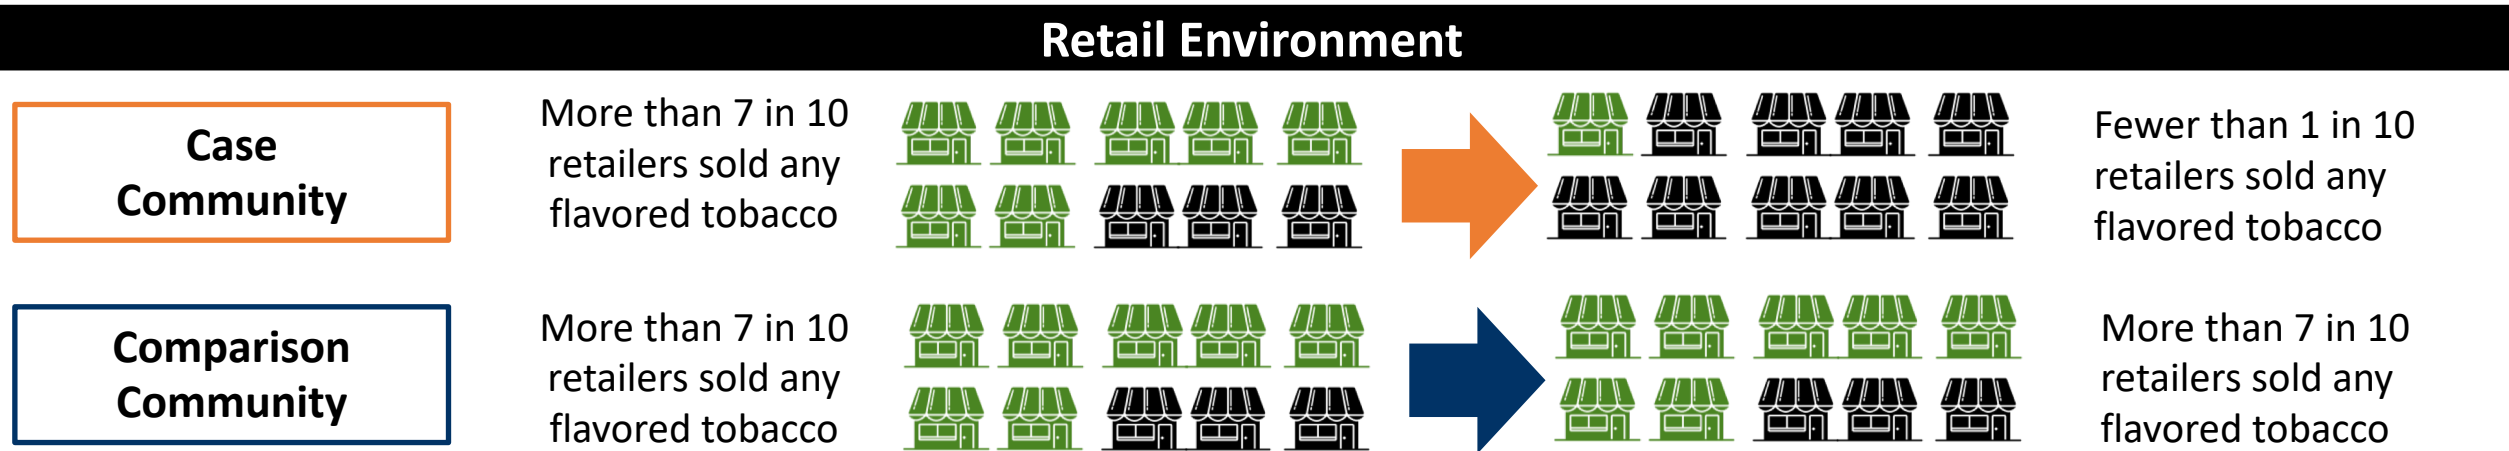 Retail Environment
Case
Community
More than 7 in 10
retailers sold any
flavored tobacco
Fewer than 1 in 10
retailers sold any
flavored tobacco
Comparison
Community
More than 7 in 10
retailers sold any
flavored tobacco
More than 7 in 10
retailers sold any
flavored tobacco